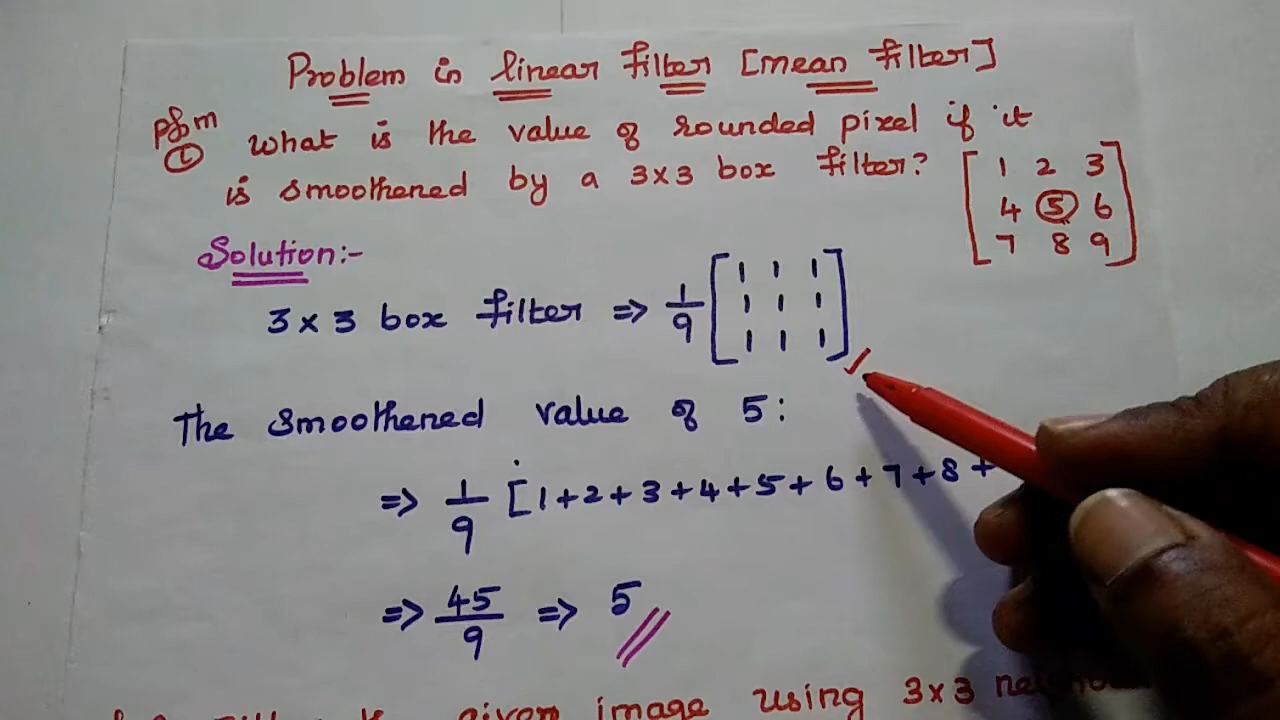 Problem in linear filter [mean filter]
pbm
1 what is the value of rounded pixel if it
is smoothened by a 3x3 box filter?
[1 2 3
4 5 6
7 8 9]
Solution:-
3 x 3 box filter => 1/9 [1 1 1
1 1 1
1 1 1]
The smoothened value of 5:
=> 1/9 [1+2+3+4+5+6+7+8+
=> 45/9 => 5
given image using 3x3